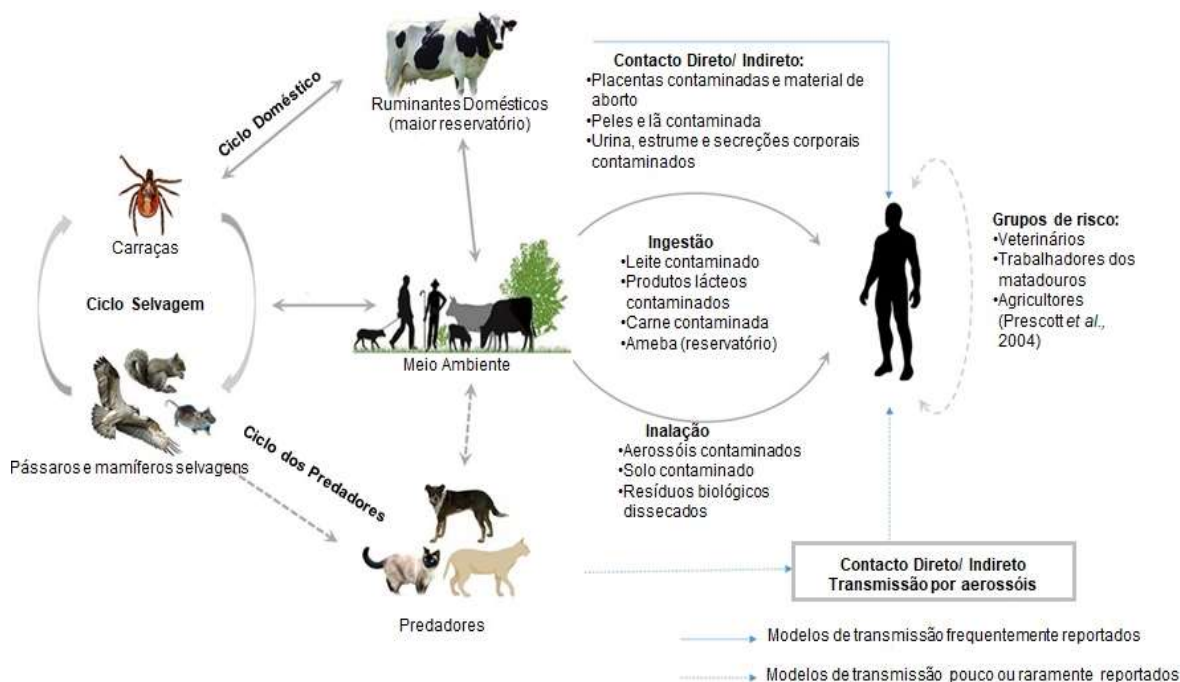 Ciclo Doméstico
Ruminantes Domésticos
(maior reservatório)
Contacto Direto/ Indireto:
•Placentas contaminadas e material de
aborto
•Peles e lã contaminada
•Urina, estrume e secreções corporais
contaminados
Carraças
Ciclo Selvagem
Pássaros e mamíferos selvagens
Meio Ambiente
Ingestão
•Leite contaminado
•Produtos lácteos
contaminados
•Carne contaminada
•Ameba (reservatório)
Grupos de risco:
•Veterinários
•Trabalhadores dos
matadouros
•Agricultores
(Prescott et al.,
2004)
Inalação
•Aerossóis contaminados
•Solo contaminado
•Resíduos biológicos
dissecados
Ciclo dos Predadores
Predadores
Contacto Direto/ Indireto
Transmissão por aerossóis
Modelos de transmissão frequentemente reportados
Modelos de transmissão pouco ou raramente reportados